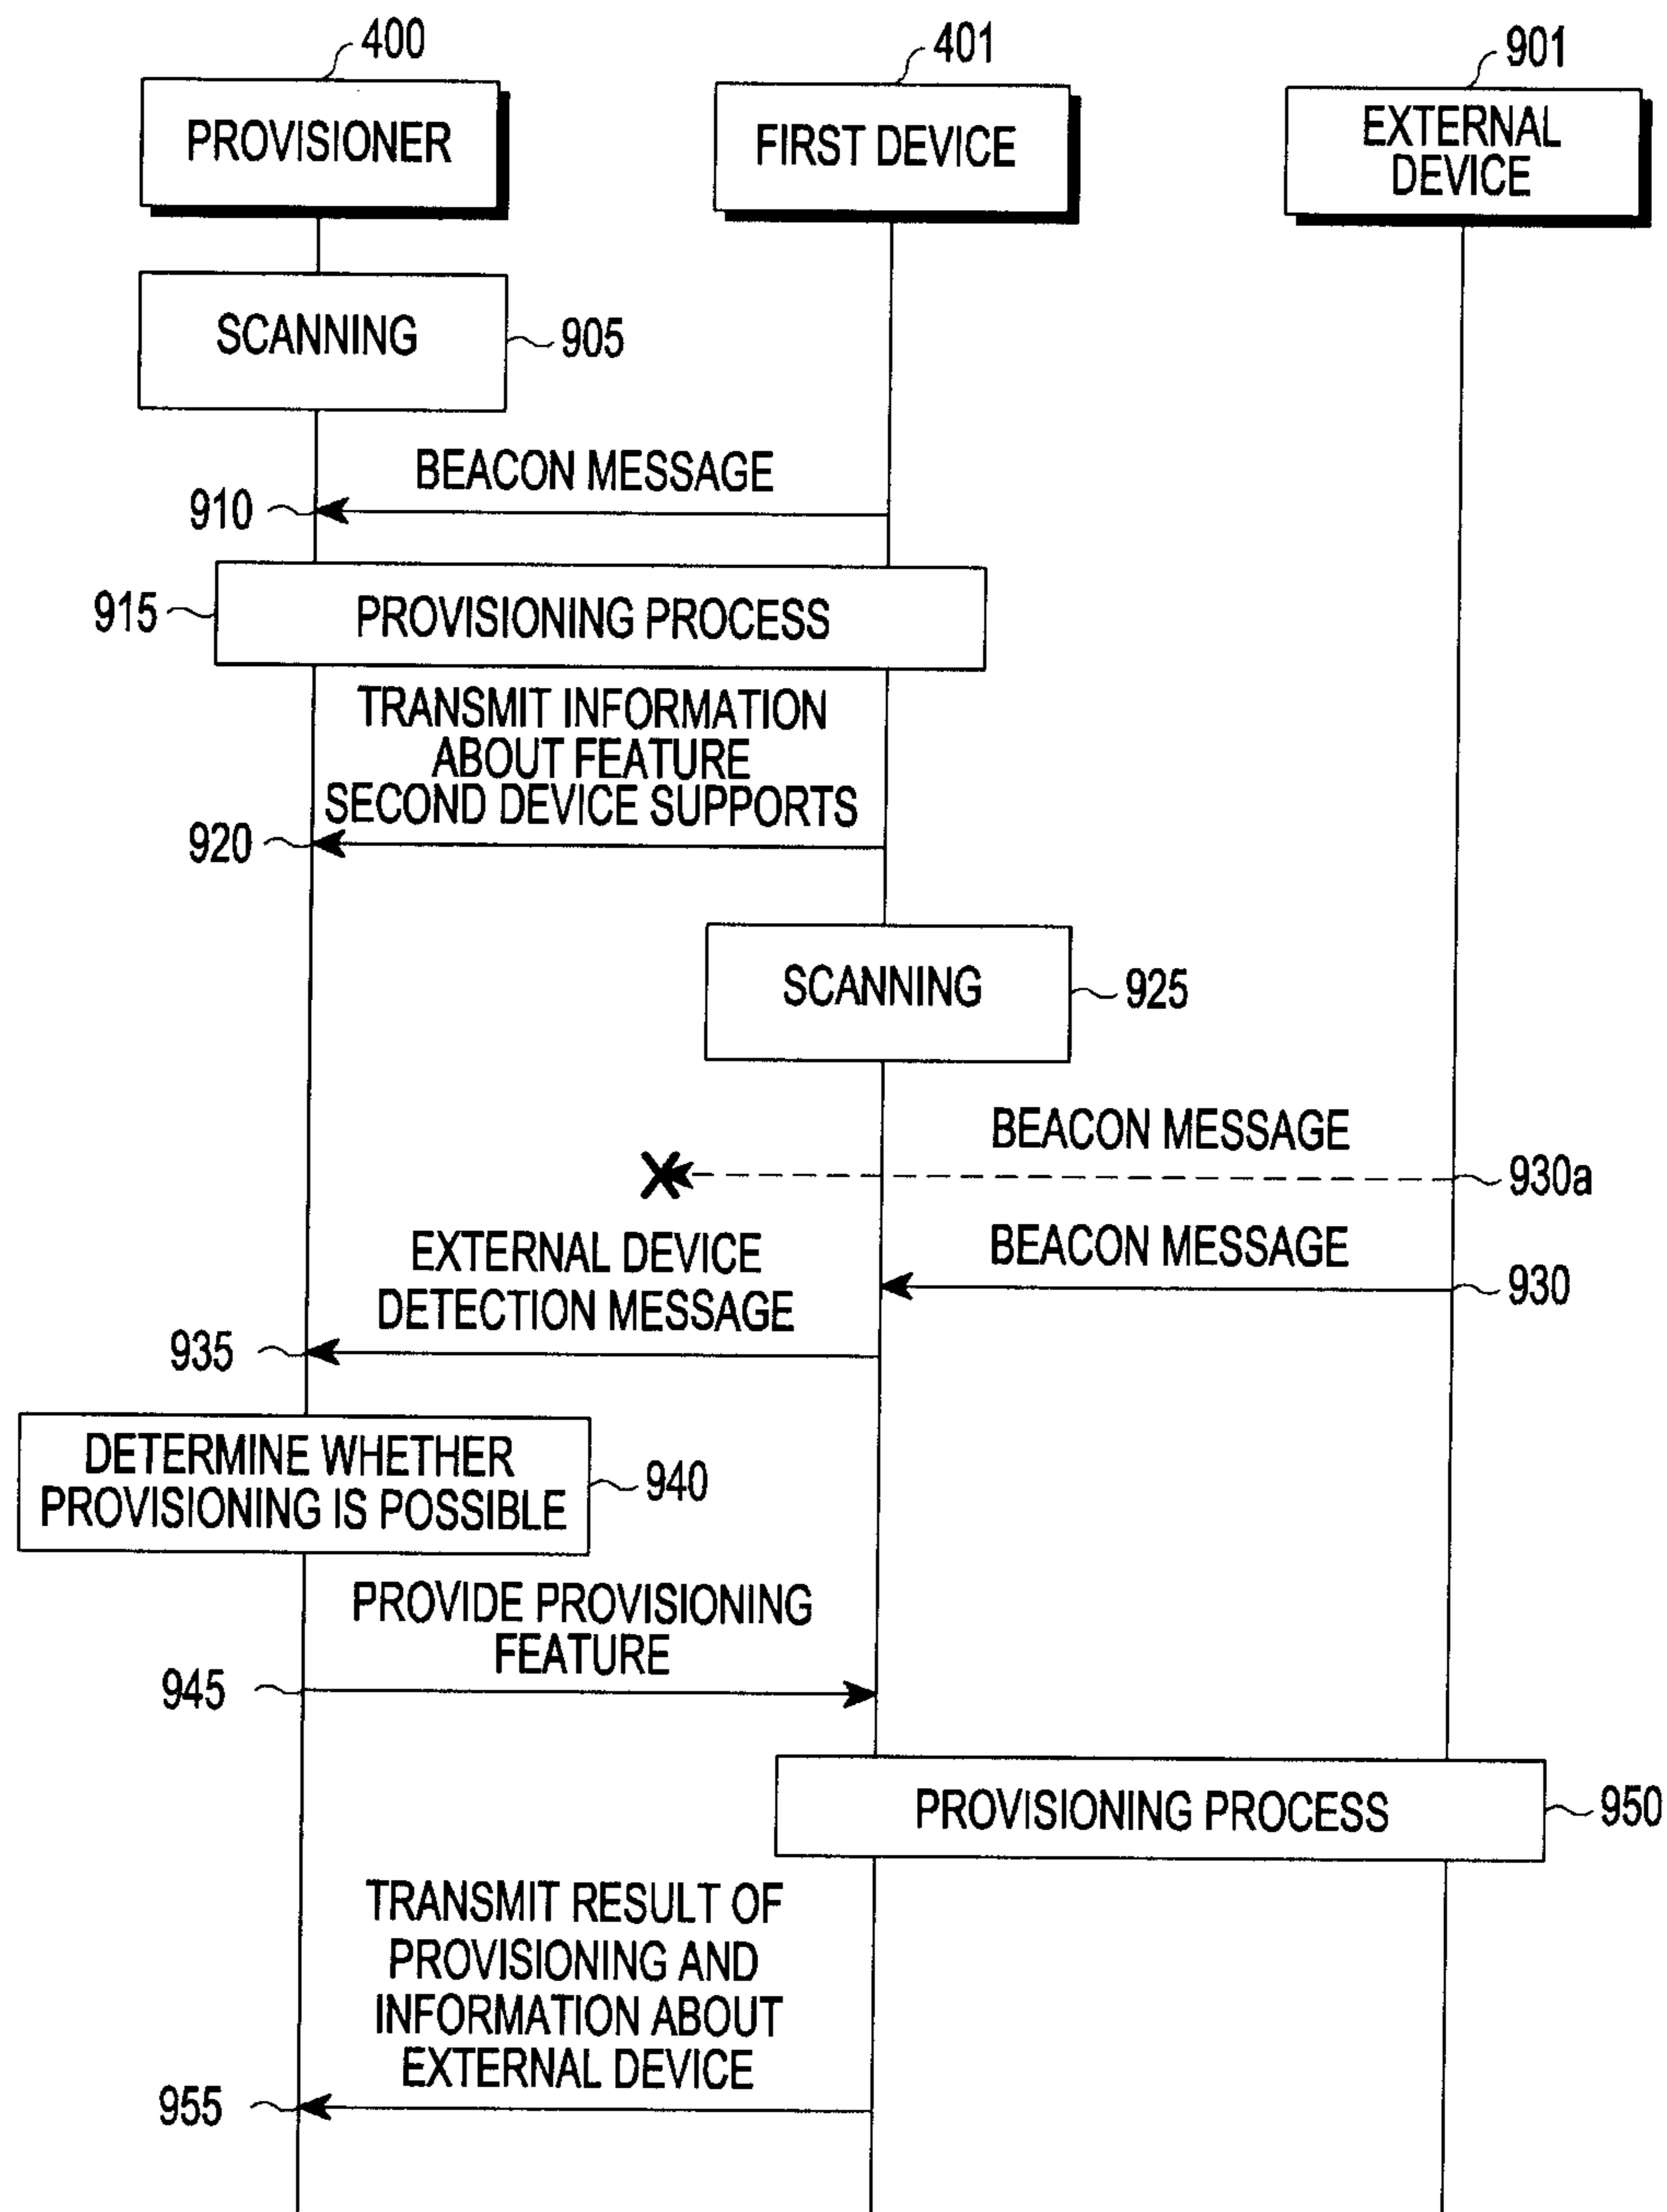 400
401
901
PROVISIONER
FIRST DEVICE
EXTERNAL
DEVICE
SCANNING
905
BEACON MESSAGE
910
915
PROVISIONING PROCESS
TRANSMIT INFORMATION
ABOUT FEATURE
SECOND DEVICE SUPPORTS
920
SCANNING
925
BEACON MESSAGE
930a
BEACON MESSAGE
930
EXTERNAL DEVICE
DETECTION MESSAGE
935
DETERMINE WHETHER
PROVISIONING IS POSSIBLE
940
PROVIDE PROVISIONING
FEATURE
945
PROVISIONING PROCESS
950
TRANSMIT RESULT OF
PROVISIONING AND
INFORMATION ABOUT
EXTERNAL DEVICE
955